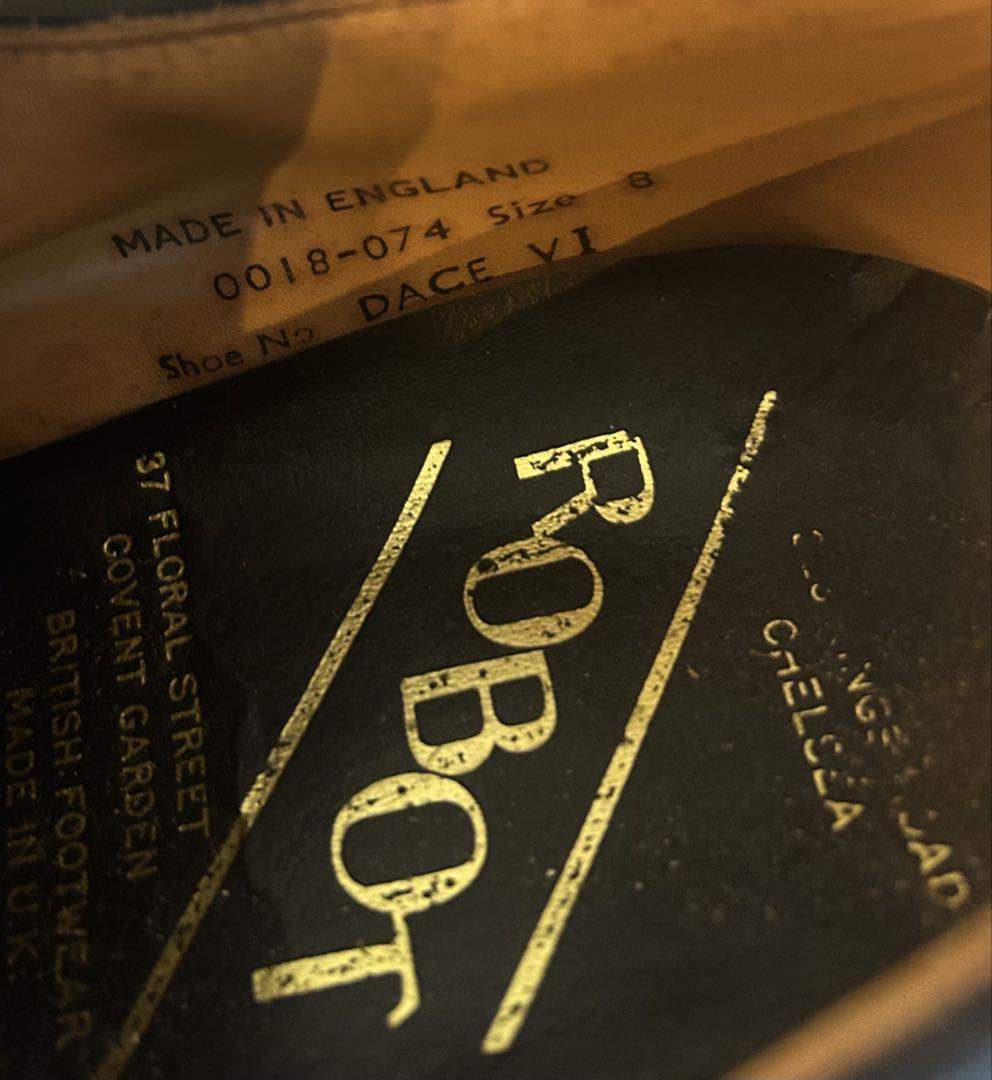 MADE IN ENGLAND
0018-074 Size 8
Shoe No DACE VI
CHELSEA
ROBOT
37 FLORAL STREET
COVENT GARDEN
BRITISH FOOTWEAR
MADE IN U.K.